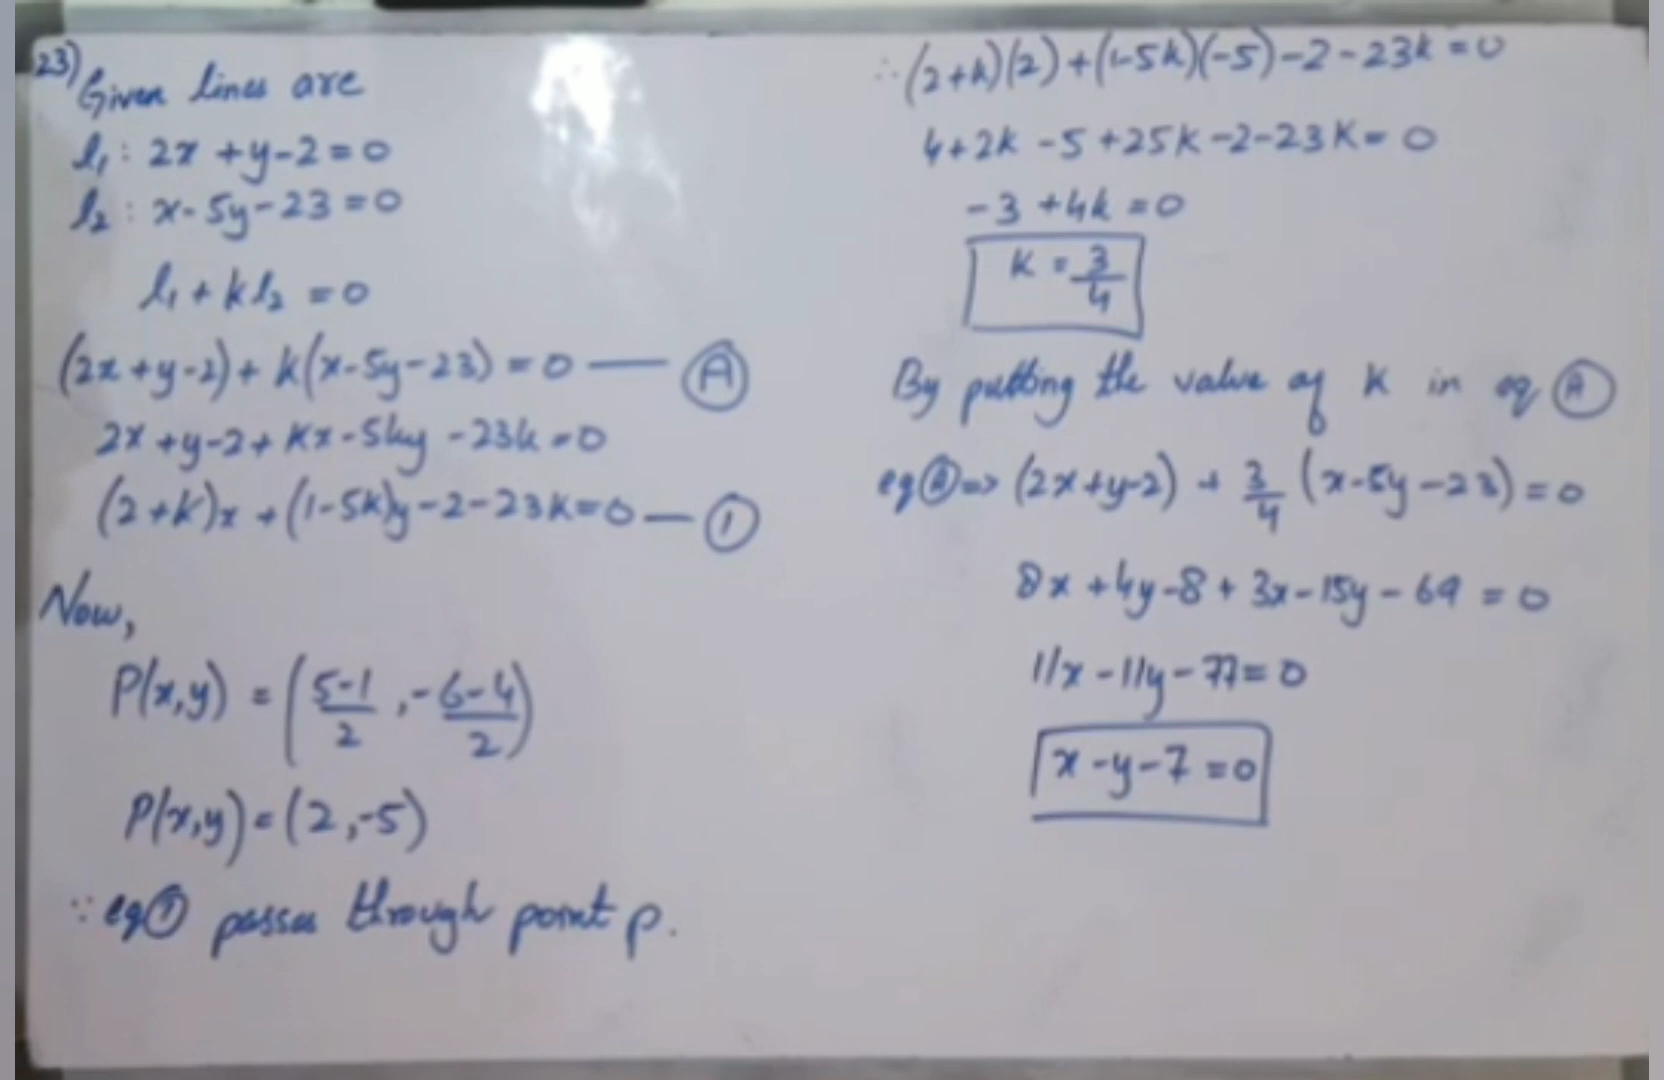 23) Given lines are
l₁ : 2x + y - 2 = 0
l₂ : x - 5y - 23 = 0
l₁ + kl₂ = 0
(2x + y - 2) + k(x - 5y - 23) = 0 — Ⓐ
2x + y - 2 + kx - 5ky - 23k = 0
(2 + k)x + (1 - 5k)y - 2 - 23k = 0 — ①
Now,
P(x,y) = (5-1/2, -6-4/2)
P(x,y) = (2, -5)
∵ eq① passes through point P.
∴ (2+k)(2) + (1-5k)(-5) - 2 - 23k = 0
4 + 2k - 5 + 25k - 2 - 23k = 0
-3 + 4k = 0
k = 3/4
By putting the value of k in eq Ⓐ
eqⒶ => (2x + y - 2) + 3/4 (x - 5y - 23) = 0
8x + 4y - 8 + 3x - 15y - 69 = 0
11x - 11y - 77 = 0
x - y - 7 = 0